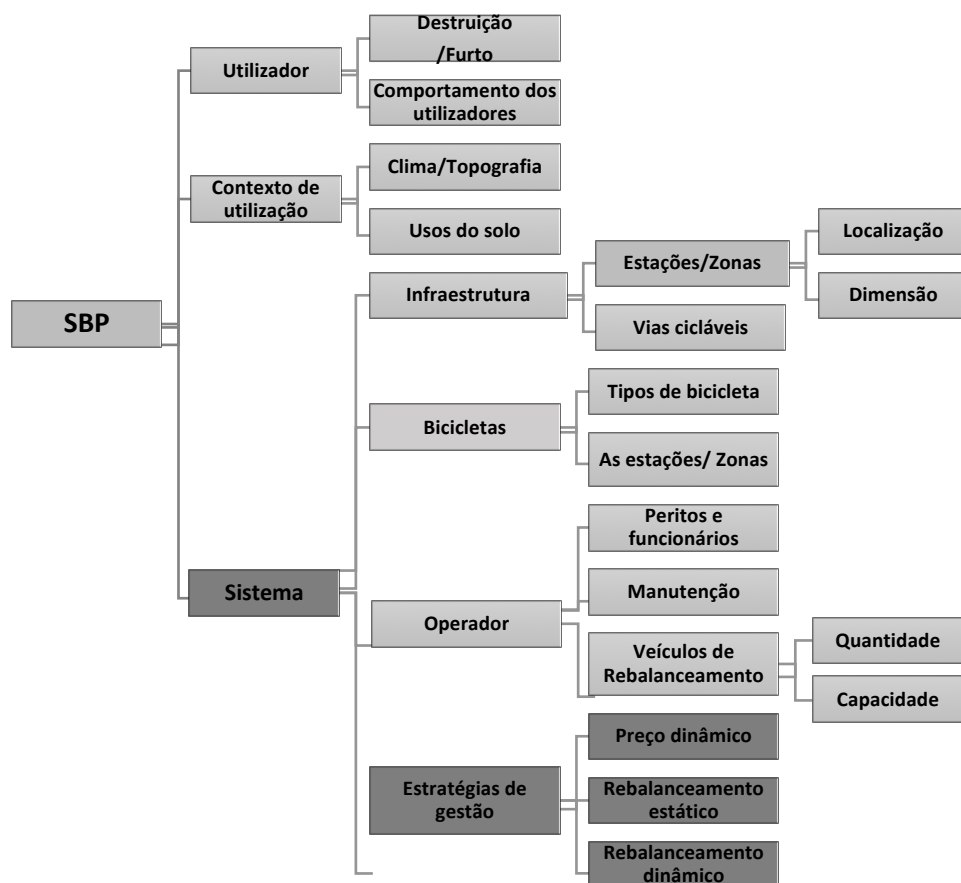 Destruição
/Furto
Utilizador
Comportamento dos
utilizadores
Clima/Topografia
Contexto de
utilização
Usos do solo
Localização
Estações/Zonas
Infraestrutura
Dimensão
SBP
Vias cicláveis
Tipos de bicicleta
Bicicletas
As estações/ Zonas
Peritos e
funcionários
Sistema
Manutenção
Operador
Quantidade
Veículos de
Rebalanceamento
Capacidade
Preço dinâmico
Estratégias de
gestão
Rebalanceamento
estático
Rebalanceamento
dinâmico